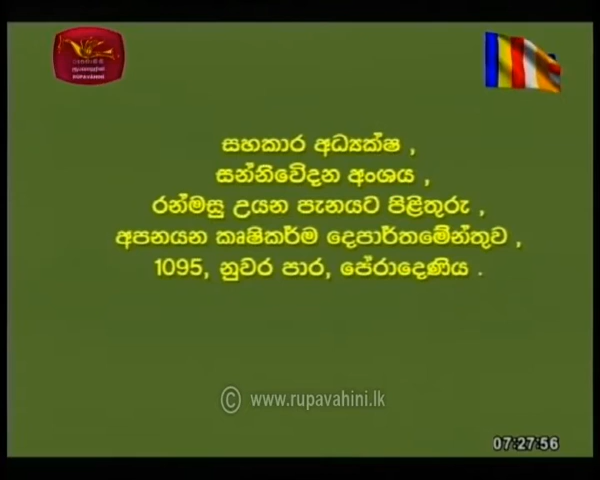 RUPAVAHINI
සහකාර අධ්‍යක්ෂ ,
සන්නිවේදන අංශය ,
රන්මසු උයන පැනයට පිළිතුරු ,
අපනයන කෘෂිකර්ම දෙපාර්තමේන්තුව ,
1095, නුවර පාර, පේරාදෙණිය .
© www.rupavahini.lk
07:27:56